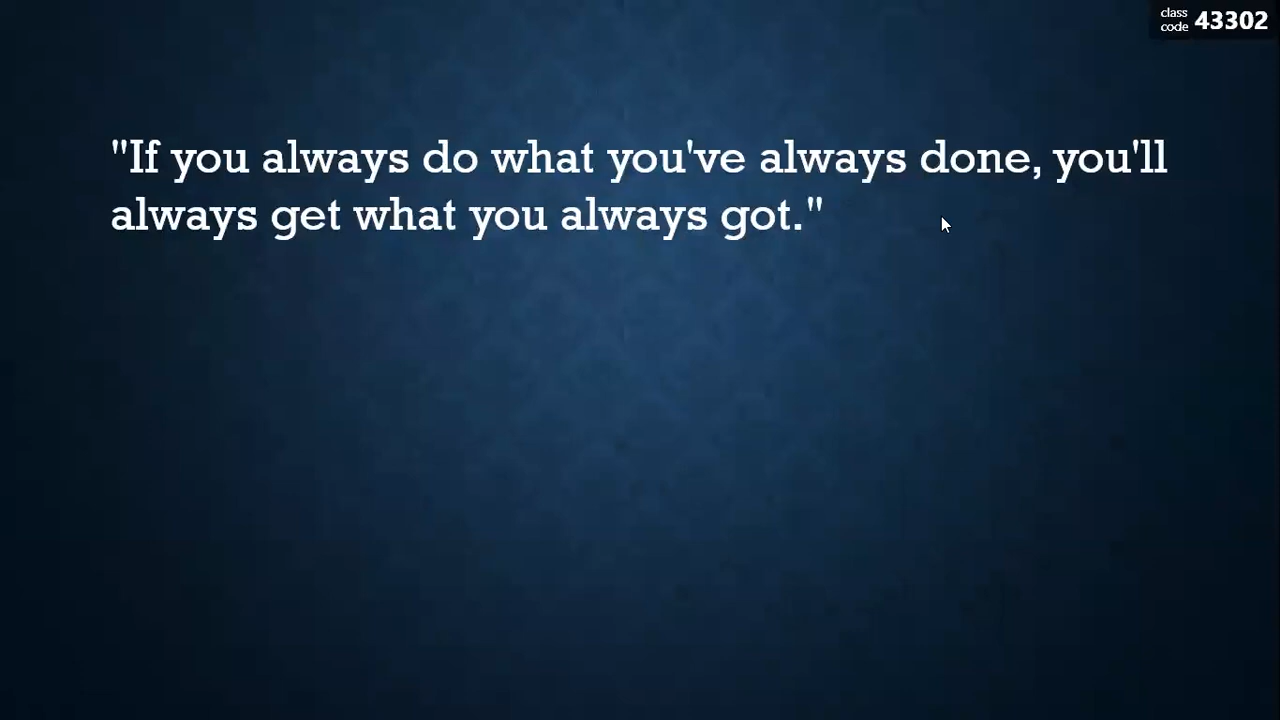 class
code 43302
"If you always do what you've always done, you'll
always get what you always got."